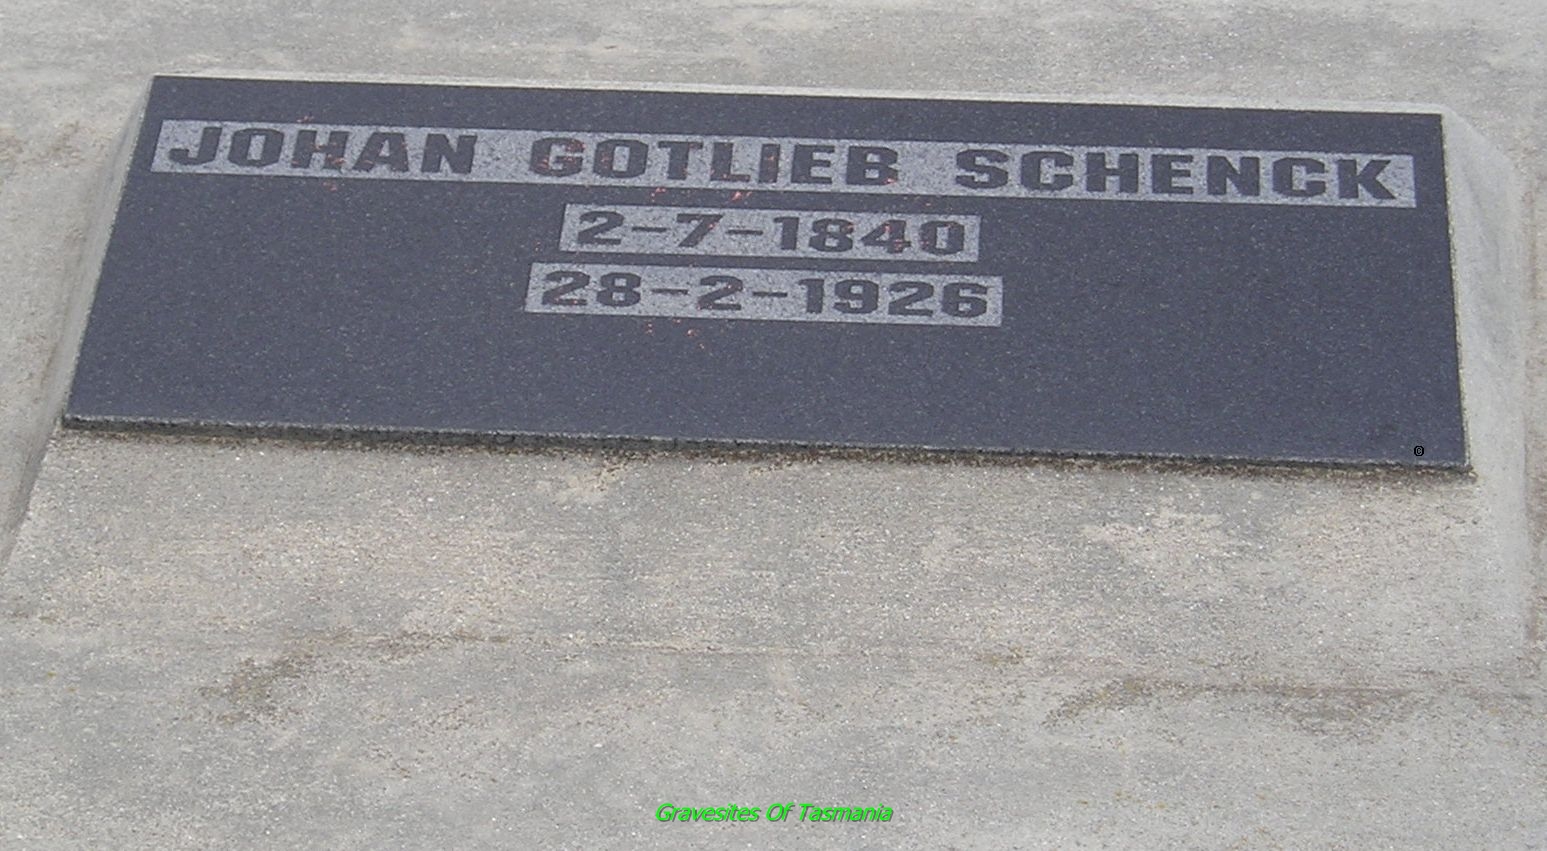 JOHAN GOTLIEB SCHENCK
2-7-1840
28-2-1926
©
Gravesites Of Tasmania